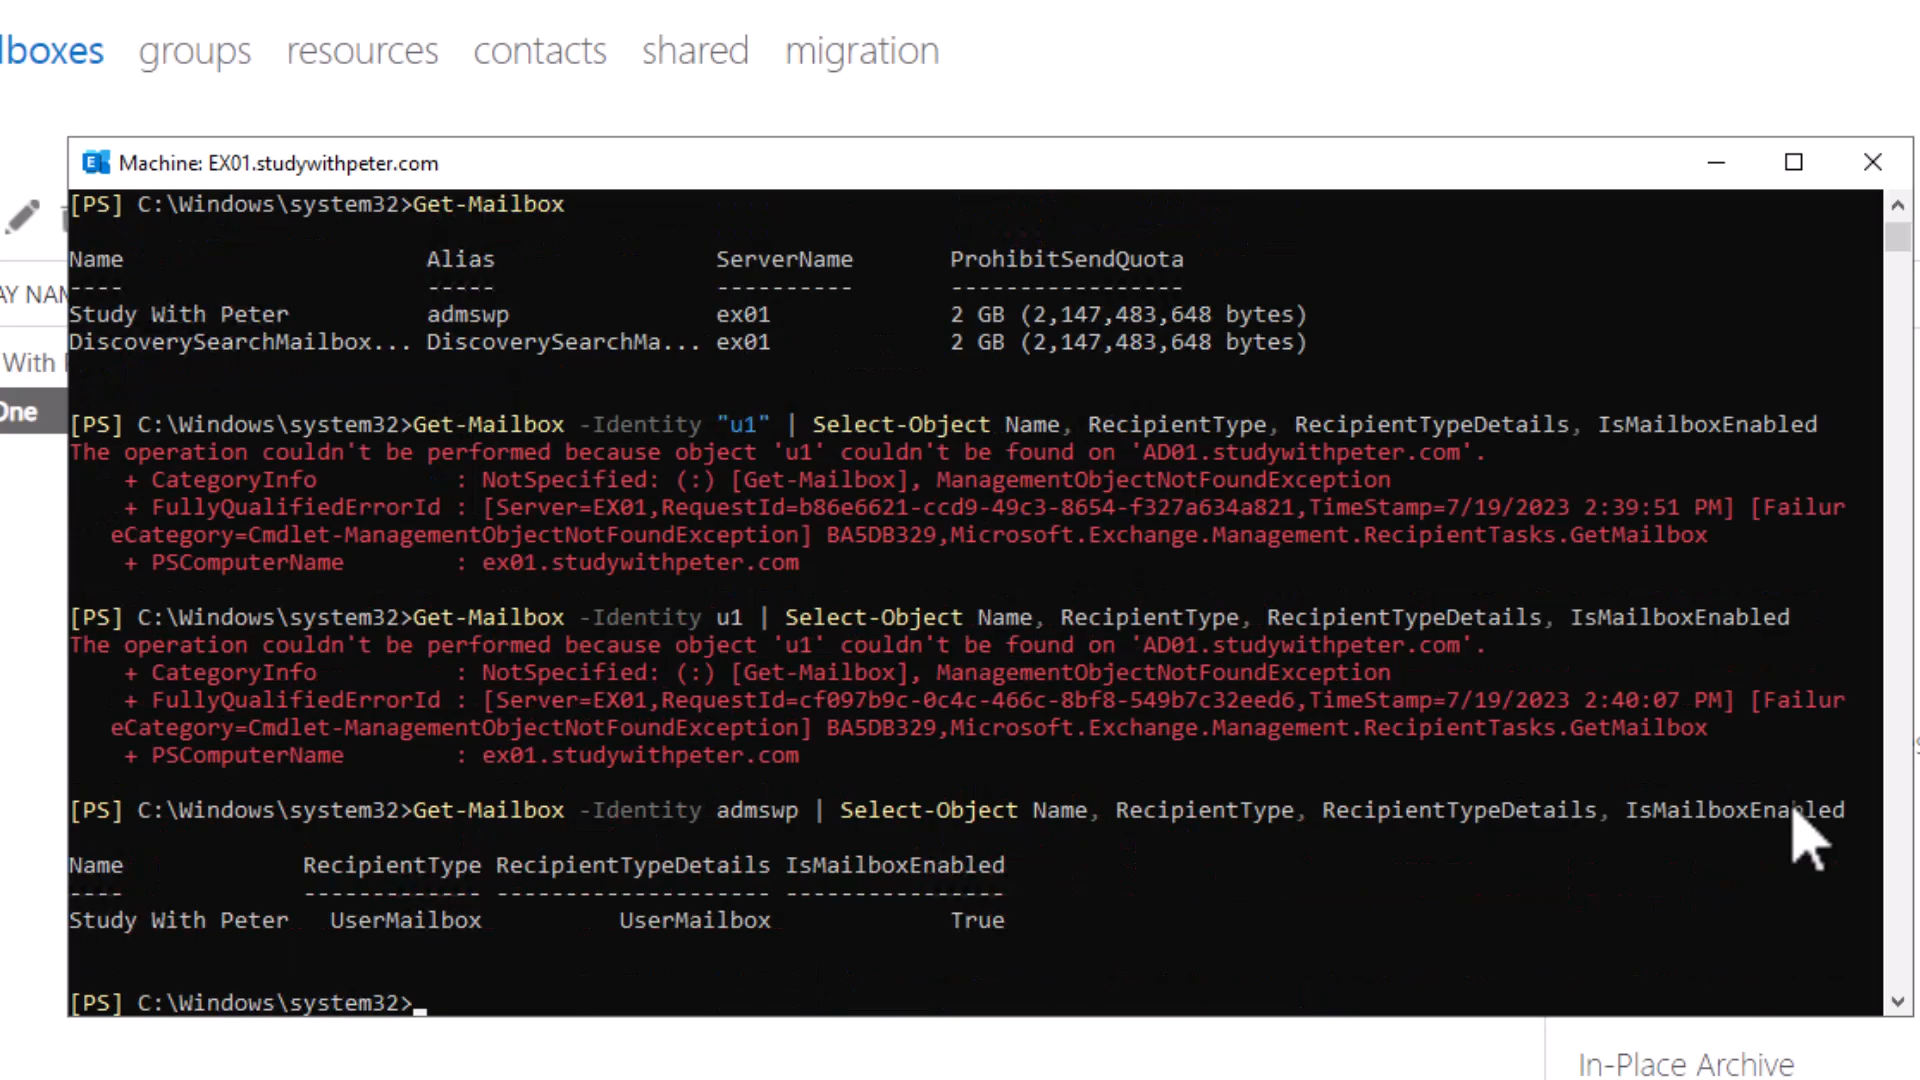 lboxes groups resources contacts shared migration
Machine: EX01.studywithpeter.com
[PS] C:\Windows\system32>Get-Mailbox
Name Alias ServerName ProhibitSendQuota
---- ----- ---------- -----------------
Study With Peter admswp ex01 2 GB (2,147,483,648 bytes)
DiscoverySearchMailbox... DiscoverySearchMa... ex01 2 GB (2,147,483,648 bytes)
AY NAM
With
One
[PS] C:\Windows\system32>Get-Mailbox -Identity "u1" | Select-Object Name, RecipientType, RecipientTypeDetails, IsMailboxEnabled
The operation couldn't be performed because object 'u1' couldn't be found on 'AD01.studywithpeter.com'.
+ CategoryInfo : NotSpecified: (:) [Get-Mailbox], ManagementObjectNotFoundException
+ FullyQualifiedErrorId : [Server=EX01,RequestId=b86e6621-ccd9-49c3-8654-f327a634a821,TimeStamp=7/19/2023 2:39:51 PM] [Failur
eCategory=Cmdlet-ManagementObjectNotFoundException] BA5DB329,Microsoft.Exchange.Management.RecipientTasks.GetMailbox
+ PSComputerName : ex01.studywithpeter.com
[PS] C:\Windows\system32>Get-Mailbox -Identity u1 | Select-Object Name, RecipientType, RecipientTypeDetails, IsMailboxEnabled
The operation couldn't be performed because object 'u1' couldn't be found on 'AD01.studywithpeter.com'.
+ CategoryInfo : NotSpecified: (:) [Get-Mailbox], ManagementObjectNotFoundException
+ FullyQualifiedErrorId : [Server=EX01,RequestId=cf097b9c-0c4c-466c-8bf8-549b7c32eed6,TimeStamp=7/19/2023 2:40:07 PM] [Failur
eCategory=Cmdlet-ManagementObjectNotFoundException] BA5DB329,Microsoft.Exchange.Management.RecipientTasks.GetMailbox
+ PSComputerName : ex01.studywithpeter.com
[PS] C:\Windows\system32>Get-Mailbox -Identity admswp | Select-Object Name, RecipientType, RecipientTypeDetails, IsMailboxEnabled
Name RecipientType RecipientTypeDetails IsMailboxEnabled
---- ------------- -------------------- ----------------
Study With Peter UserMailbox UserMailbox True
[PS] C:\Windows\system32>
In-Place Archive